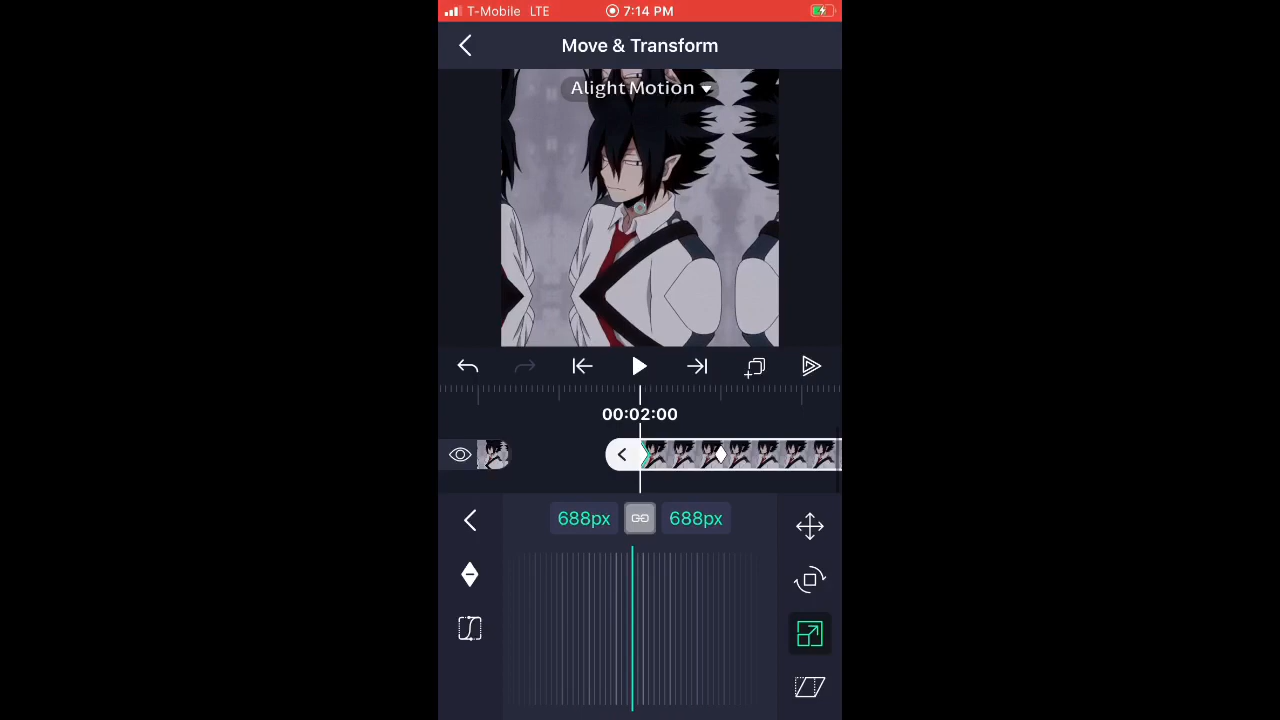 T-Mobile LTE 7:14 PM
Move & Transform
Alight Motion
00:02:00
688px 688px